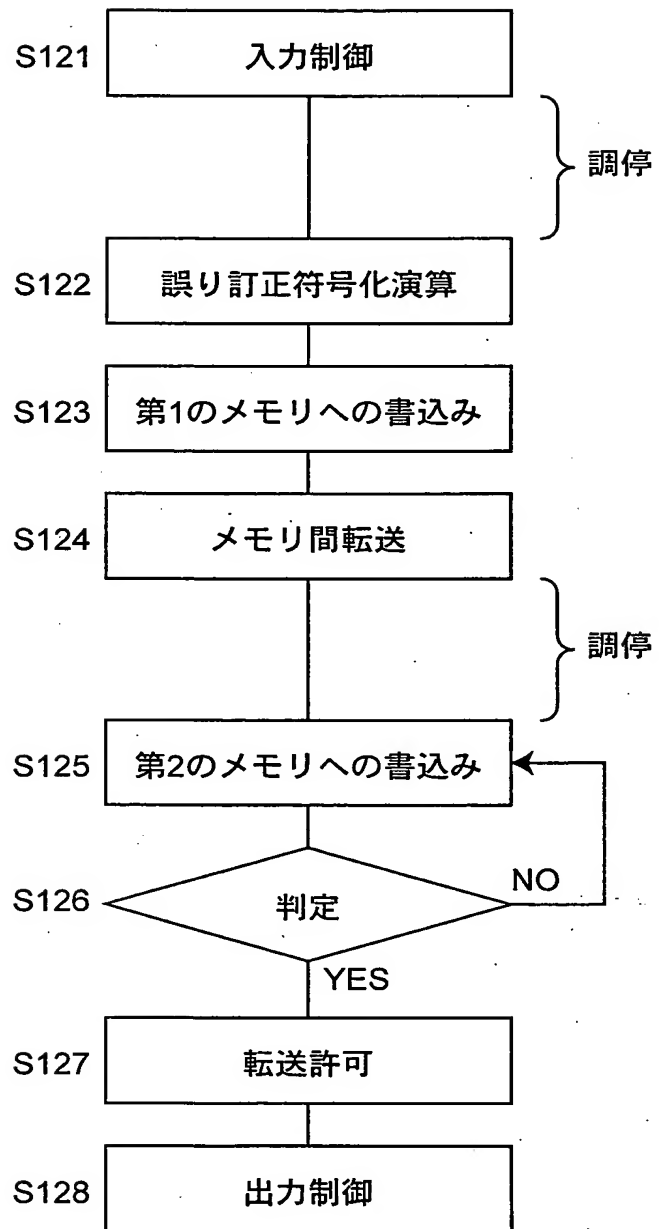 S121 入力制御
調停
S122 誤り訂正符号化演算
S123 第1のメモリへの書込み
S124 メモリ間転送
調停
S125 第2のメモリへの書込み
S126 判定 NO
YES
S127 転送許可
S128 出力制御